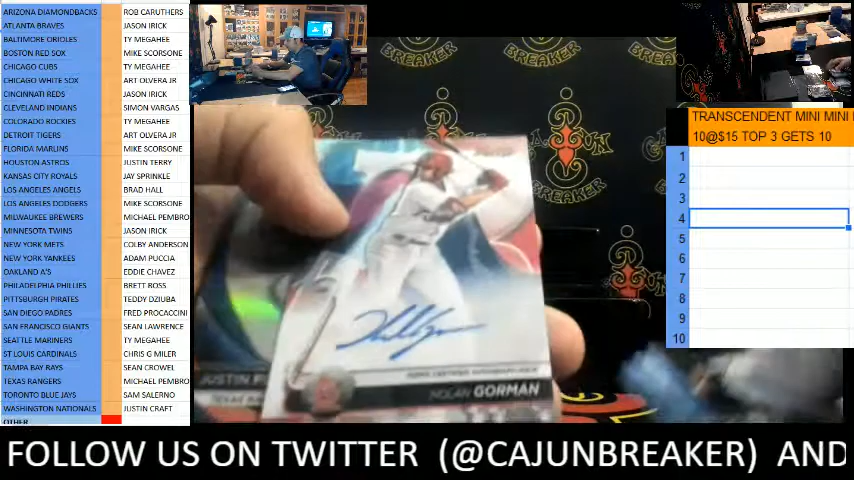 ARIZONA DIAMONDBACKS ROB CARUTHERS
ATLANTA BRAVES JASON IRICK
BALTIMORE ORIOLES TY MEGAHEE
BOSTON RED SOX MIKE SCORSONE
CHICAGO CUBS TY MEGAHEE
CHICAGO WHITE SOX ART OLVERA JR
CINCINNATI REDS JASON IRICK
CLEVELAND INDIANS SIMON VARGAS
COLORADO ROCKIES TY MEGAHEE
DETROIT TIGERS ART OLVERA JR
FLORIDA MARLINS MIKE SCORSONE
HOUSTON ASTROS JUSTIN TERRY
KANSAS CITY ROYALS JAY SPRINKLE
LOS ANGELES ANGELS BRAD HALL
LOS ANGELES DODGERS MIKE SCORSONE
MILWAUKEE BREWERS MICHAEL PEMBRO
MINNESOTA TWINS JASON IRICK
NEW YORK METS COLBY ANDERSON
NEW YORK YANKEES ADAM PUCCIA
OAKLAND A'S EDDIE CHAVEZ
PHILADELPHIA PHILLIES BRETT BOSS
PITTSBURGH PIRATES TEDDY DZIUBA
SAN DIEGO PADRES FRED PROCACCINI
SAN FRANCISCO GIANTS SEAN LAWRENCE
SEATTLE MARINERS TY MEGAHEE
ST LOUIS CARDINALS CHRIS G MILER
TAMPA BAY RAYS SEAN CROWEL
TEXAS RANGERS MICHAEL PEMBRO
TORONTO BLUE JAYS SAM SALERNO
WASHINGTON NATIONALS JUSTIN CRAFT
OTHER
BREAKER
BREAKER
BREAKER
NOLAN GORMAN
JUSTIN
TRANSCENDENT MINI MINI
10@$15 TOP 3 GETS 10
1
2
3
4
5
6
7
8
9
10
FOLLOW US ON TWITTER (@CAJUNBREAKER) AND